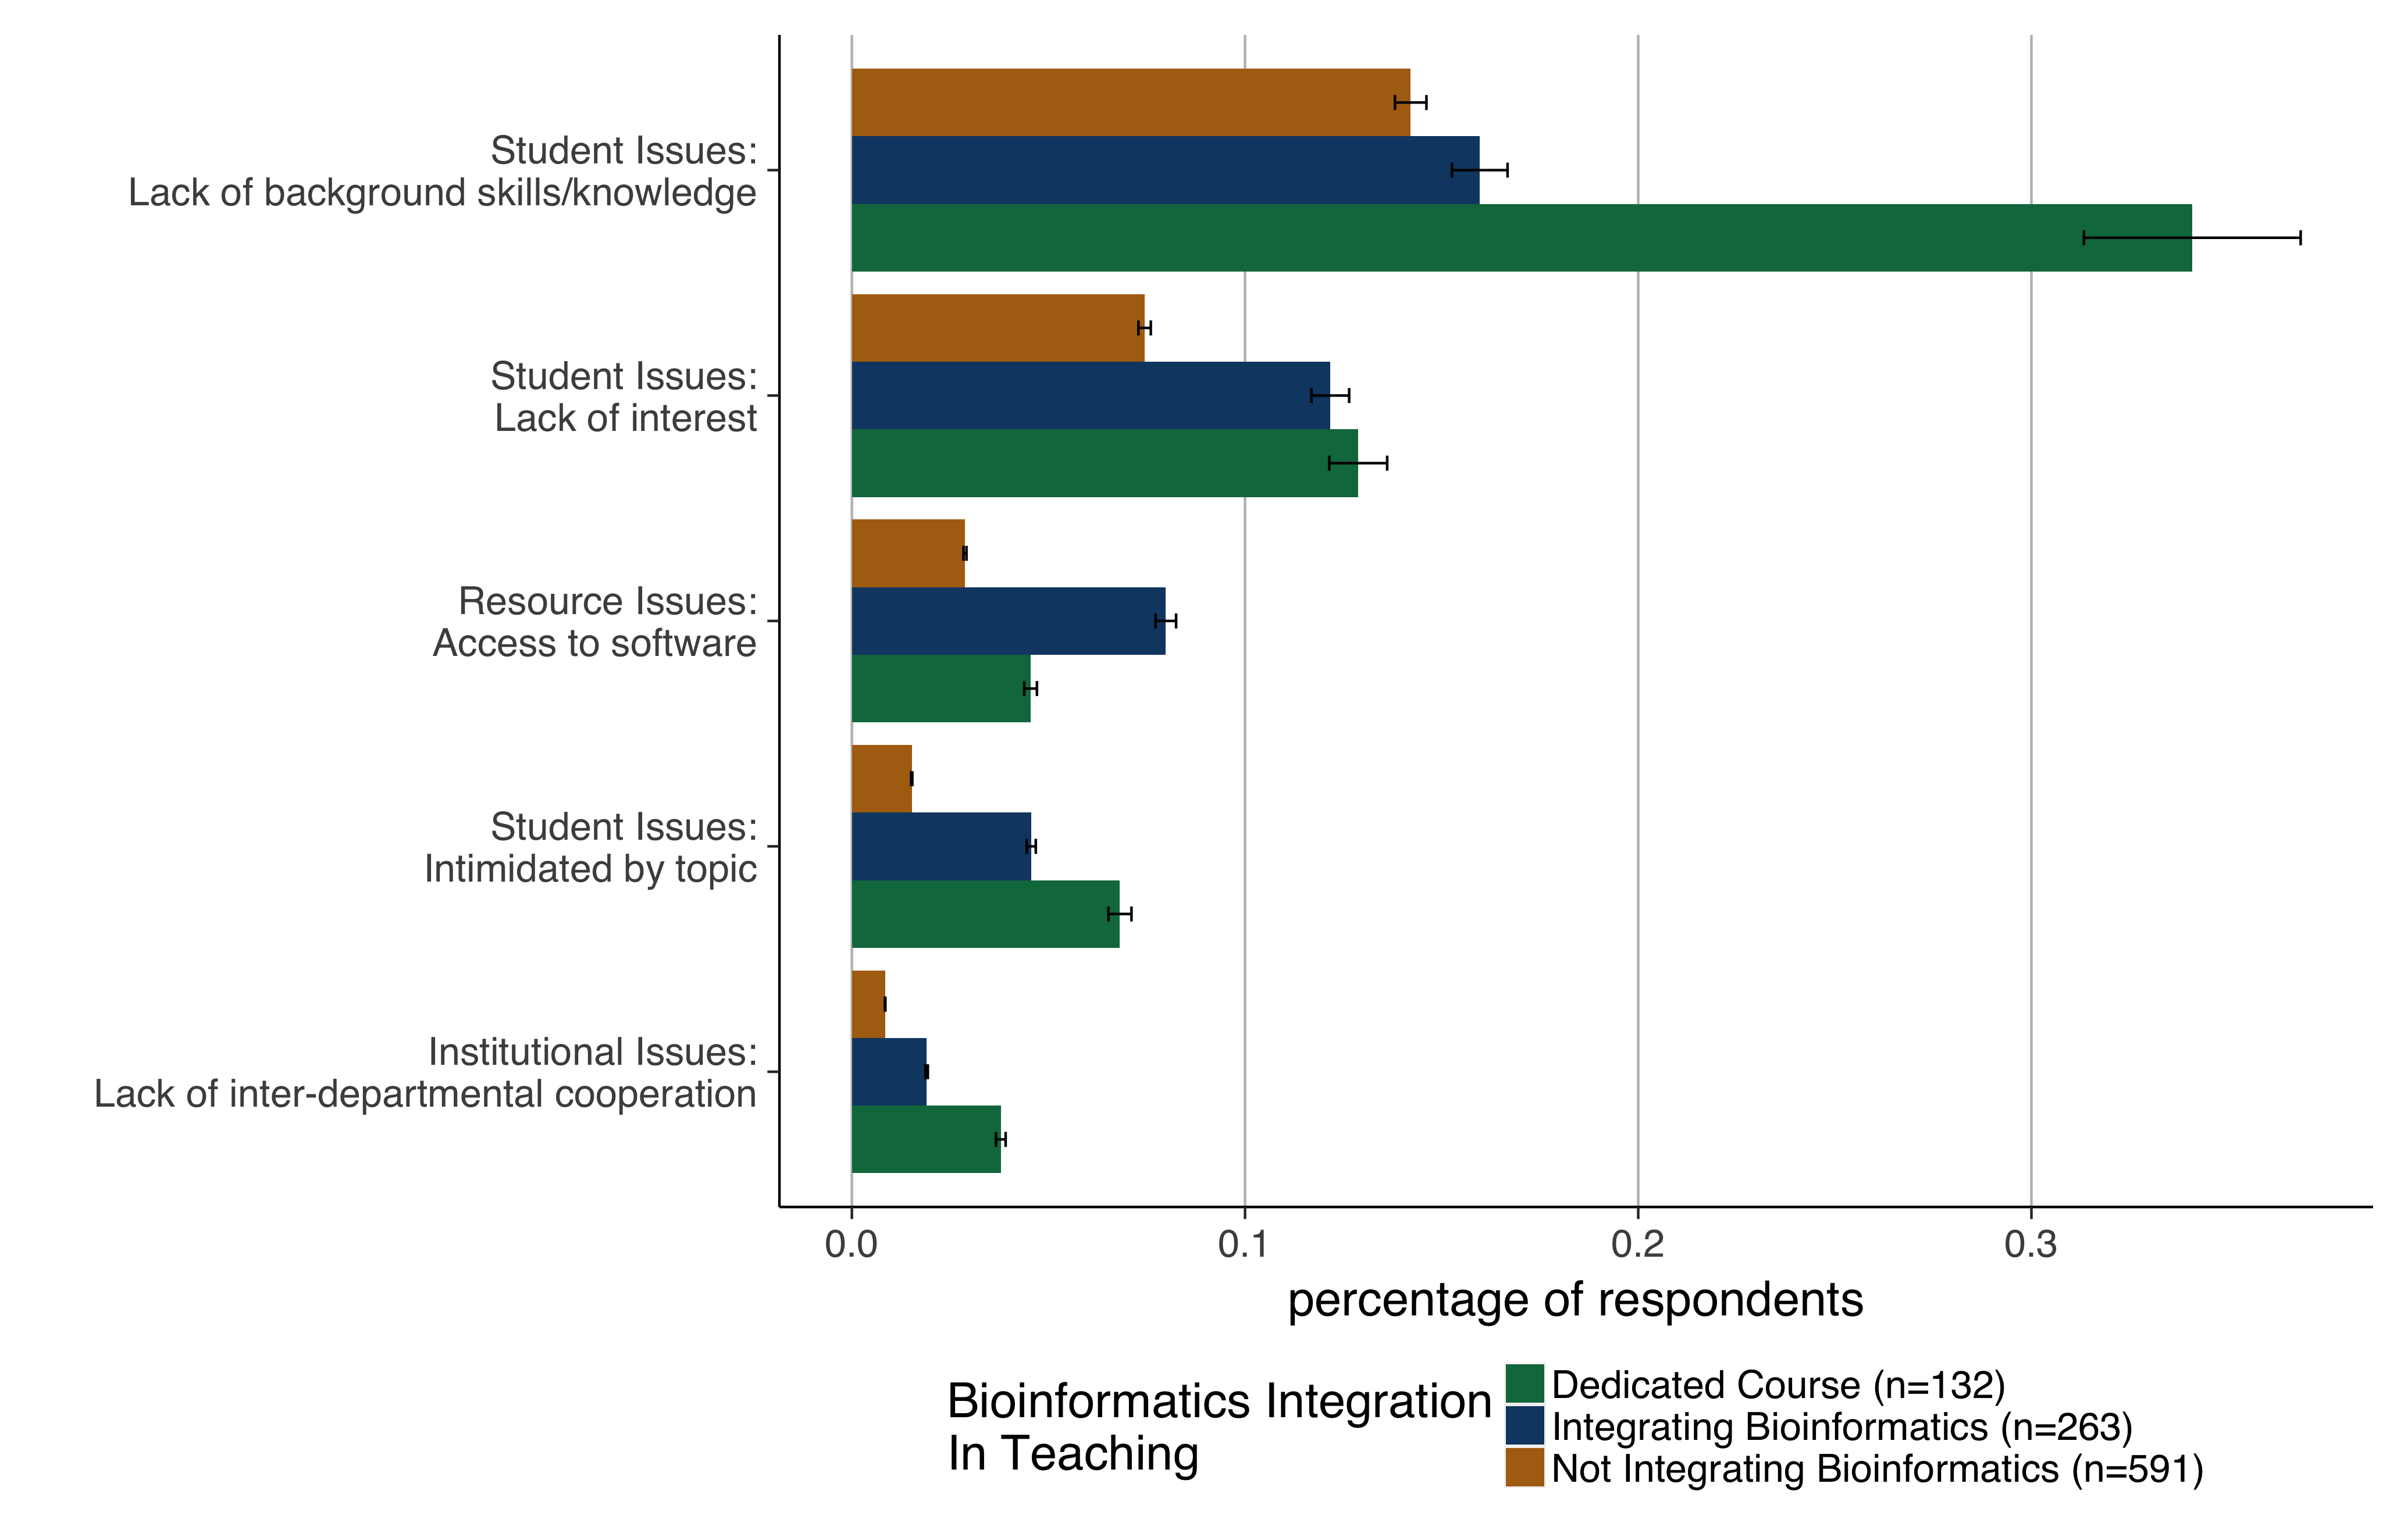 Student Issues:
Lack of background skills/knowledge
Student Issues:
Lack of interest
Resource Issues:
Access to software
Student Issues:
Intimidated by topic
Institutional Issues:
Lack of inter-departmental cooperation
0.0 0.1 0.2 0.3
percentage of respondents
Bioinformatics Integration
In Teaching
Dedicated Course (n=132)
Integrating Bioinformatics (n=263)
Not Integrating Bioinformatics (n=591)